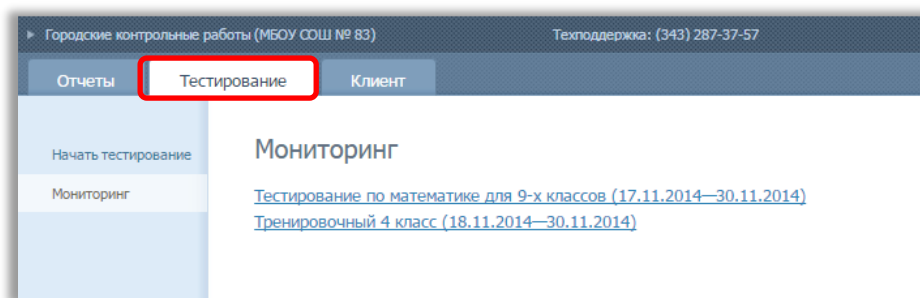 Городские контрольные работы (МБОУ СОШ № 83) Техподдержка: (343) 287-37-57
Отчеты Тестирование Клиент
Начать тестирование
Мониторинг
Мониторинг
Тестирование по математике для 9-х классов (17.11.2014—30.11.2014)
Тренировочный 4 класс (18.11.2014—30.11.2014)